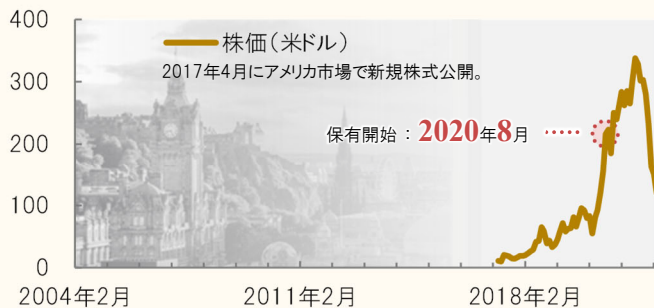 400
株価（米ドル）
2017年4月にアメリカ市場で新規株式公開。
300
保有開始：2020年8月
200
100
0
2004年2月
2011年2月
2018年2月